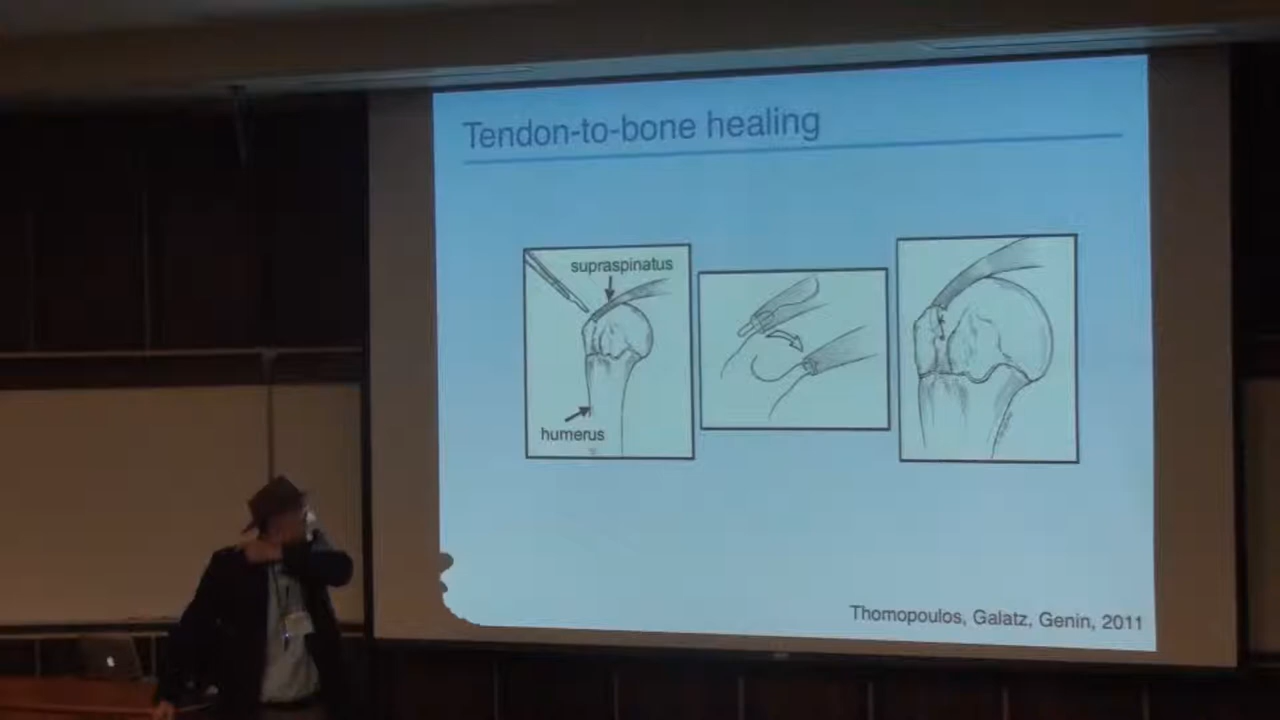 Tendon-to-bone healing
supraspinatus
humerus
Thomopoulos, Galatz, Genin, 2011